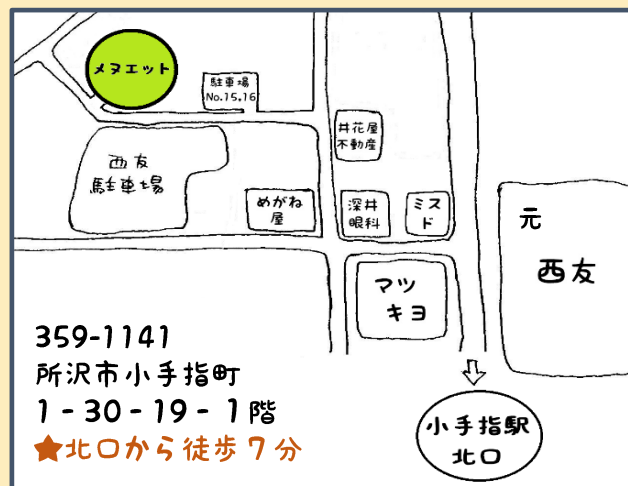 メヌエット
駐車場
No.15.16
井花屋
不動産
西友
駐車場
めがね
屋
深井
眼科
ミス
ド
元
西友
マツ
キヨ
359-1141
所沢市小手指町
1-30-19-1階
★北口から徒歩7分
小手指駅
北口